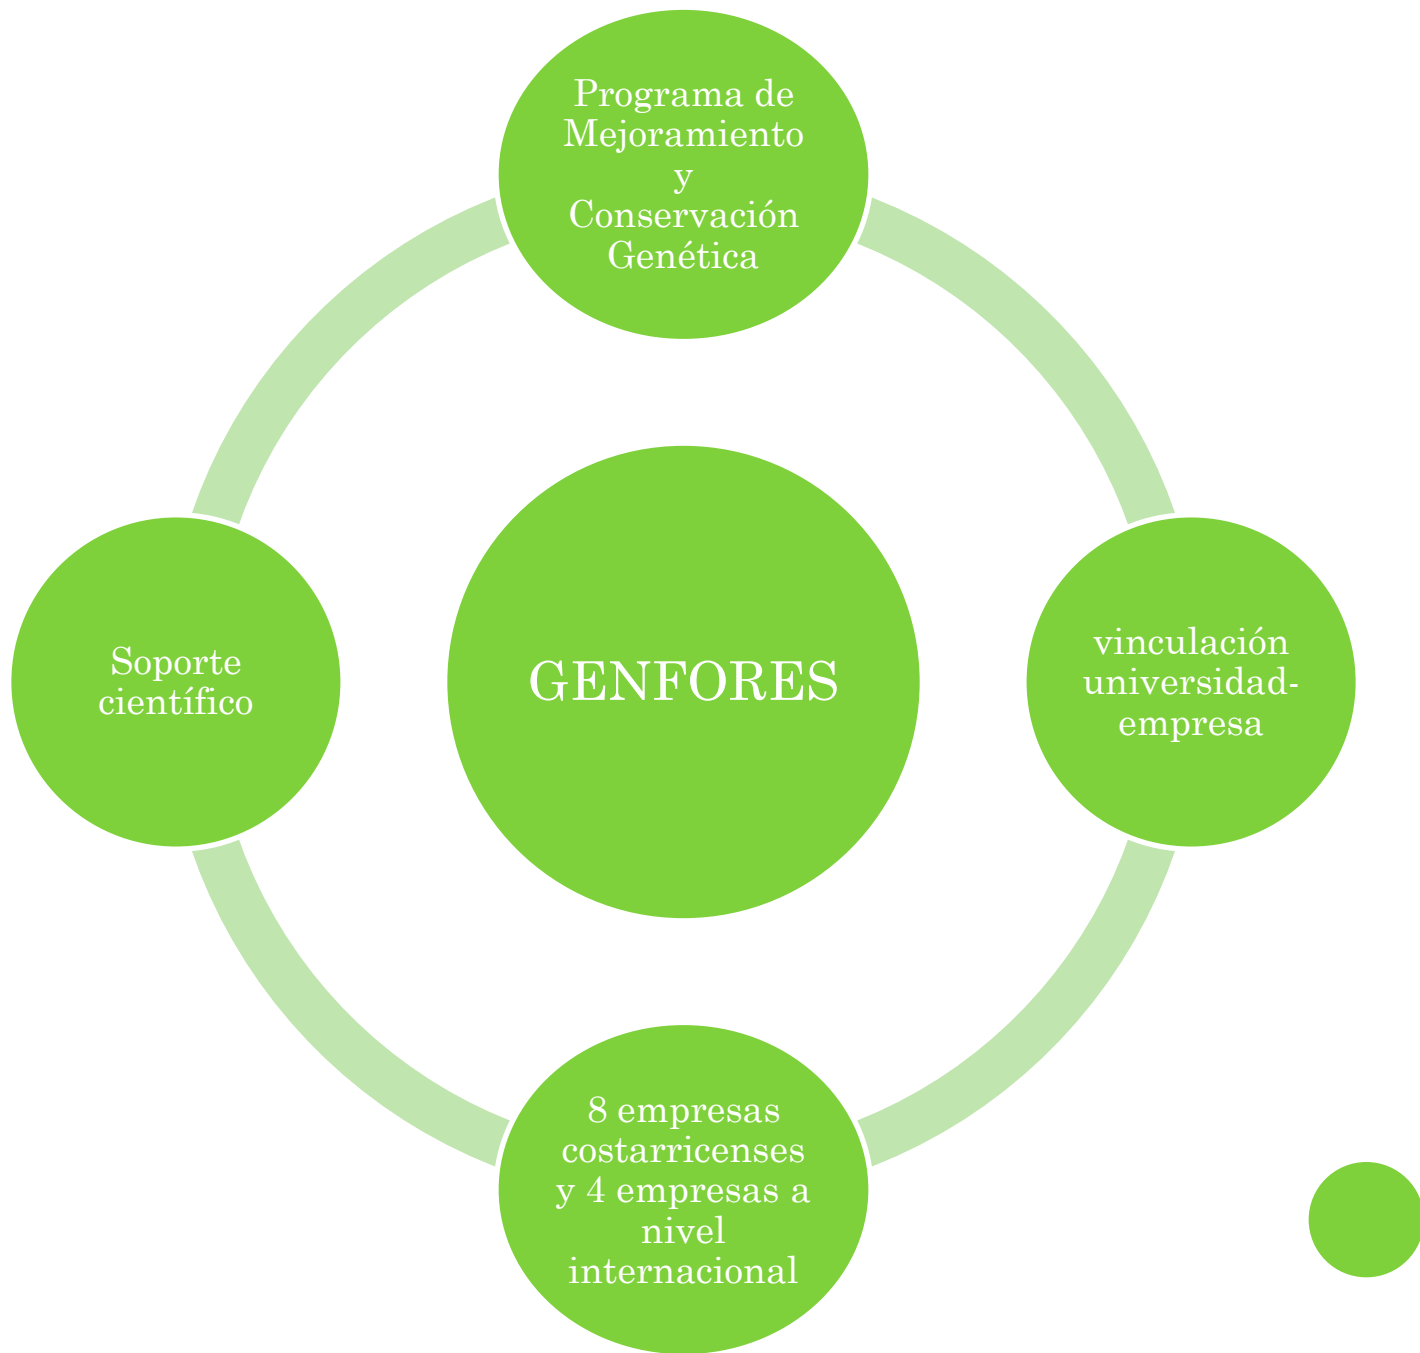 Programa de
Mejoramiento
y
Conservación
Genética
Soporte
científico
GENFORES
vinculación
universidad-
empresa
8 empresas
costarricenses
y 4 empresas a
nivel
internacional